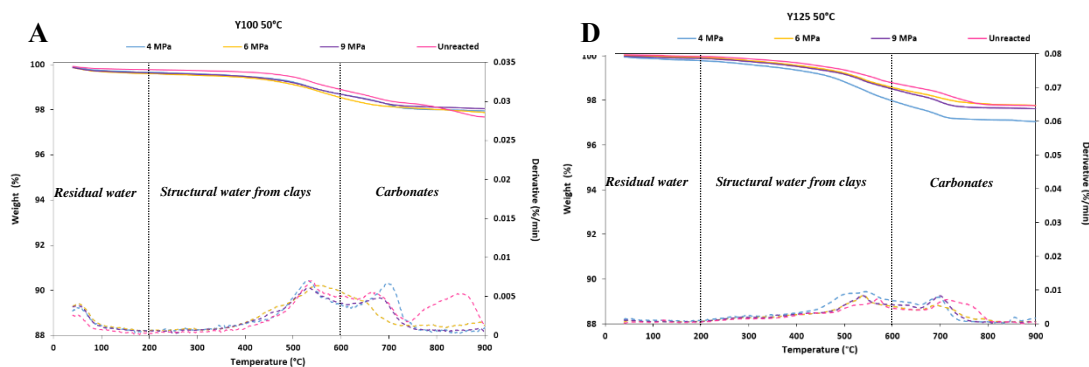 A
Y100 50°C
4 MPa 6 MPa 9 MPa Unreacted
100
98
96
94
92
90
88
Weight (%)
0.035
0.03
0.025
0.02
0.015
0.01
0.005
0
Derivative (%/min)
Residual water Structural water from clays Carbonates
0 100 200 300 400 500 600 700 800 900
Temperature (°C)
D
Y125 50°C
4 MPa 6 MPa 9 MPa Unreacted
100
98
96
94
92
90
88
Weight (%)
0.08
0.07
0.06
0.05
0.04
0.03
0.02
0.01
0
Derivative (%/min)
Residual water Structural water from clays Carbonates
0 100 200 300 400 500 600 700 800 900
Temperature (°C)